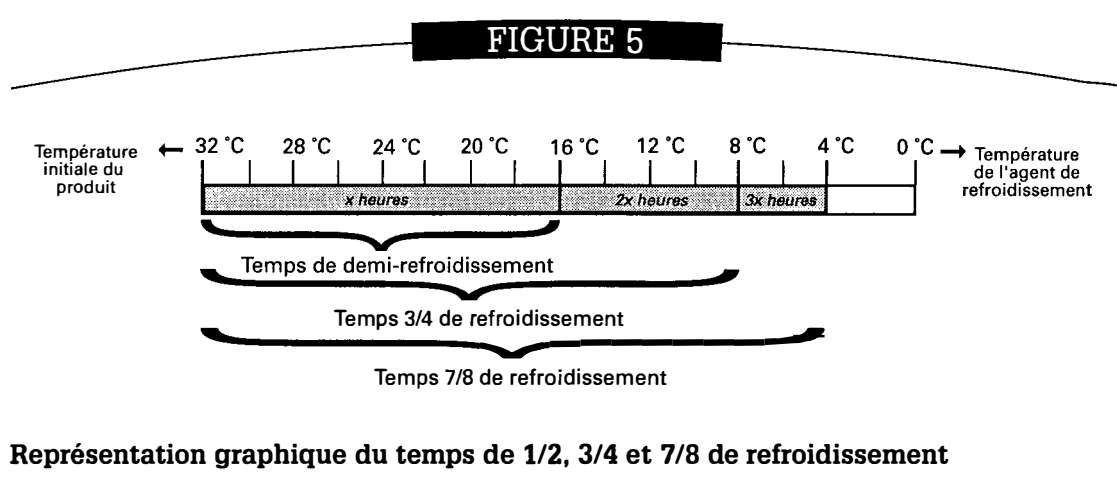 FIGURE 5
Température
initiale du
produit
← 32 °C 28 °C 24 °C 20 °C 16 °C 12 °C 8 °C 4 °C 0 °C →
Température
de l'agent de
refroidissement
x heures 2x heures 3x heures
Temps de demi-refroidissement
Temps 3/4 de refroidissement
Temps 7/8 de refroidissement
Représentation graphique du temps de 1/2, 3/4 et 7/8 de refroidissement